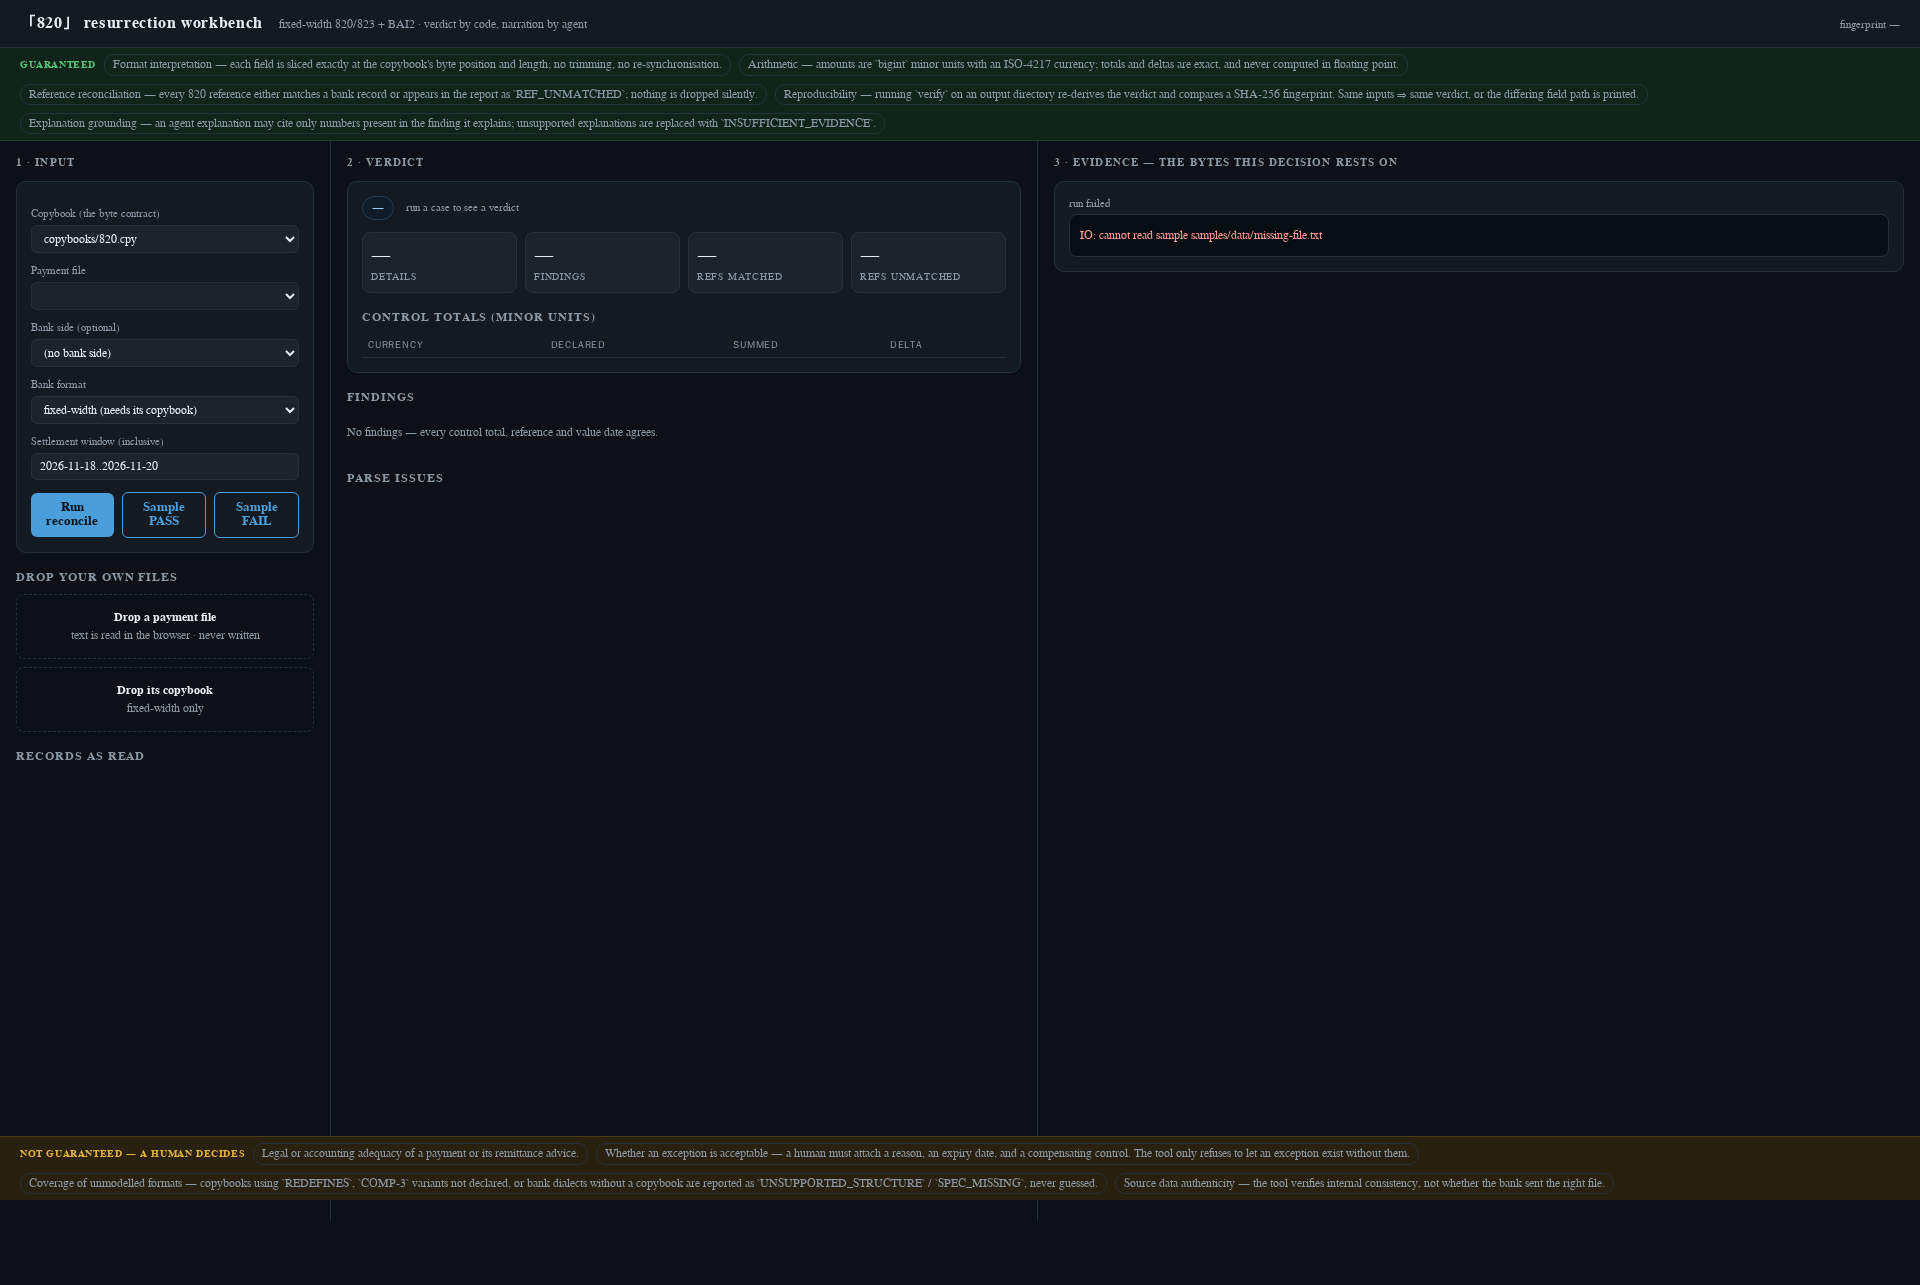 「820」 resurrection workbench fixed-width 820/823 + BAI2 · verdict by code, narration by agent fingerprint —
GUARANTEED Format interpretation — each field is sliced exactly at the copybook's byte position and length; no trimming, no re-synchronisation. Arithmetic — amounts are `bigint` minor units with an ISO-4217 currency; totals and deltas are exact, and never computed in floating point.
Reference reconciliation — every 820 reference either matches a bank record or appears in the report as `REF_UNMATCHED`; nothing is dropped silently. Reproducibility — running `verify` on an output directory re-derives the verdict and compares a SHA-256 fingerprint. Same inputs ⇒ same verdict, or the differing field path is printed.
Explanation grounding — an agent explanation may cite only numbers present in the finding it explains; unsupported explanations are replaced with `INSUFFICIENT_EVIDENCE`.
1 · INPUT
Copybook (the byte contract)
copybooks/820.cpy
Payment file
Bank side (optional)
(no bank side)
Bank format
fixed-width (needs its copybook)
Settlement window (inclusive)
2026-11-18..2026-11-20
Run reconcile
Sample PASS
Sample FAIL
DROP YOUR OWN FILES
Drop a payment file
text is read in the browser · never written
Drop its copybook
fixed-width only
RECORDS AS READ
2 · VERDICT
— run a case to see a verdict
— — — —
DETAILS FINDINGS REFS MATCHED REFS UNMATCHED
CONTROL TOTALS (MINOR UNITS)
CURRENCY DECLARED SUMMED DELTA
FINDINGS
No findings — every control total, reference and value date agrees.
PARSE ISSUES
3 · EVIDENCE — THE BYTES THIS DECISION RESTS ON
run failed
IO: cannot read sample samples/data/missing-file.txt
NOT GUARANTEED — A HUMAN DECIDES Legal or accounting adequacy of a payment or its remittance advice. Whether an exception is acceptable — a human must attach a reason, an expiry date, and a compensating control. The tool only refuses to let an exception exist without them.
Coverage of unmodelled formats — copybooks using `REDEFINES`, `COMP-3` variants not declared, or bank dialects without a copybook are reported as `UNSUPPORTED_STRUCTURE` / `SPEC_MISSING`, never guessed. Source data authenticity — the tool verifies internal consistency, not whether the bank sent the right file.